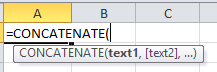 A B C
=CONCATENATE(
CONCATENATE(text1, [text2], ...)